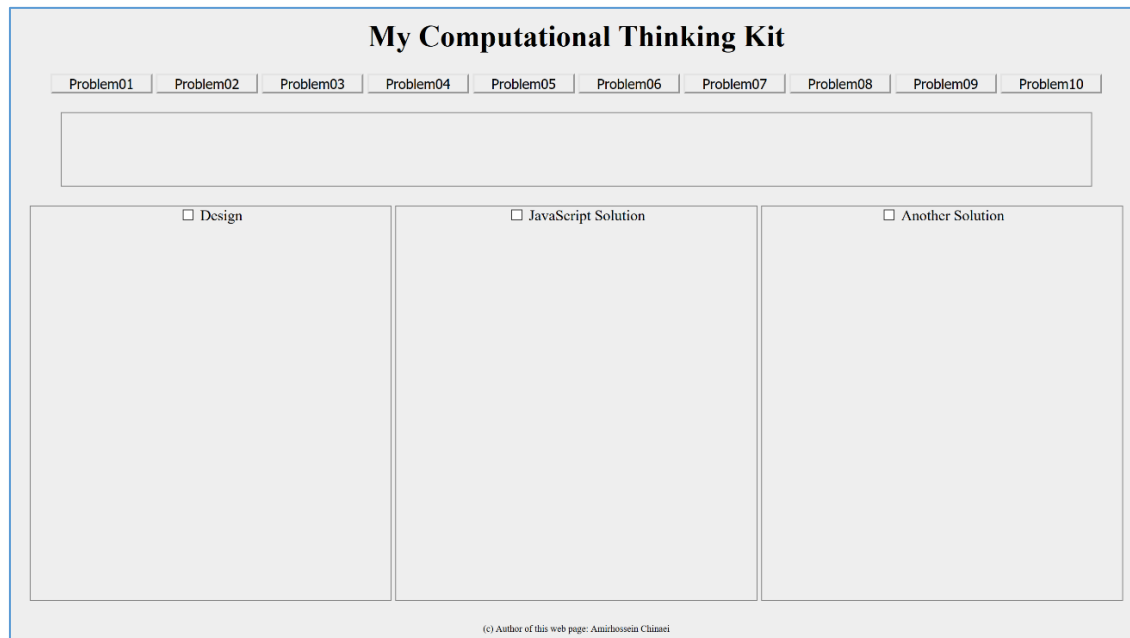 My Computational Thinking Kit
Problem01 Problem02 Problem03 Problem04 Problem05 Problem06 Problem07 Problem08 Problem09 Problem10
Design JavaScript Solution Another Solution
(c) Author of this web page: Amirhossein Chinaei